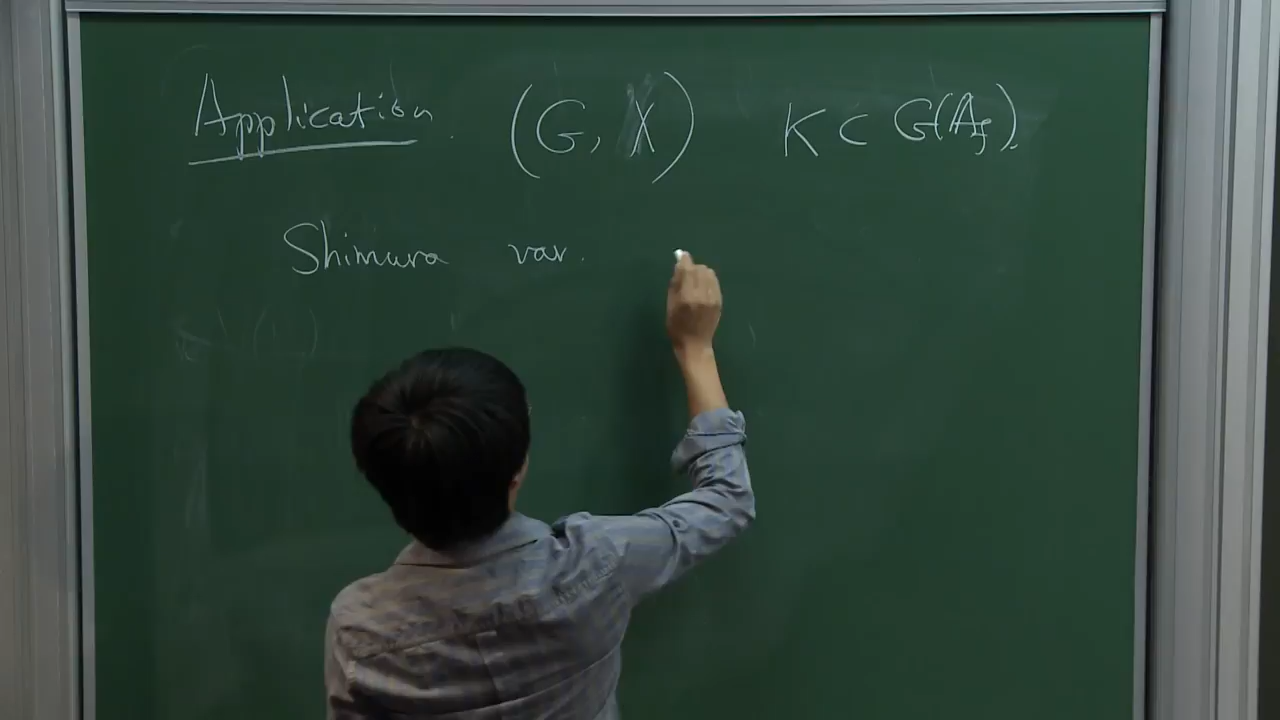 Application. (G, X) K ⊂ G(A_f).
Shimura var.